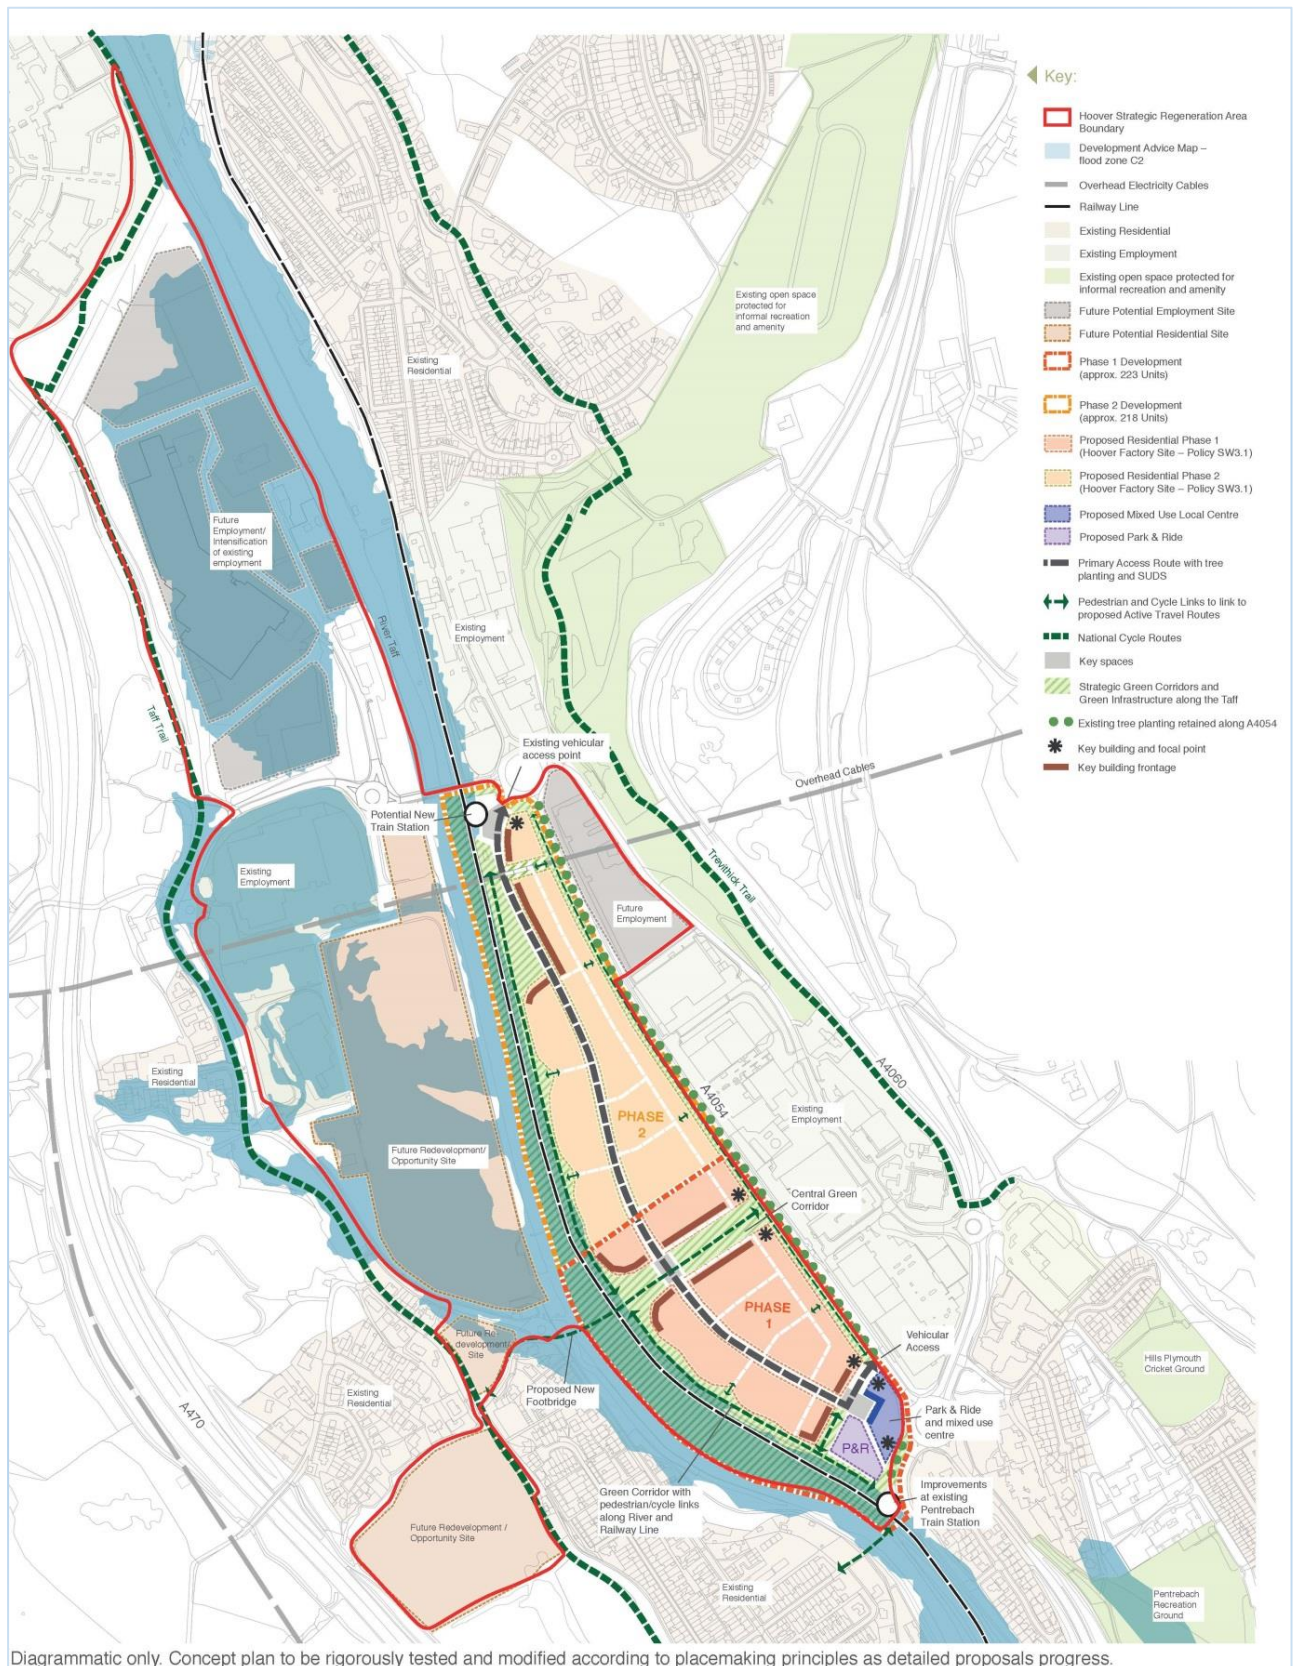 Key:
Hoover Strategic Regeneration Area
Boundary
Development Advice Map –
flood zone C2
Overhead Electricity Cables
Railway Line
Existing Residential
Existing Employment
Existing open space protected for
informal recreation and amenity
Future Potential Employment Site
Future Potential Residential Site
Phase 1 Development
(approx. 223 Units)
Phase 2 Development
(approx. 218 Units)
Proposed Residential Phase 1
(Hoover Factory Site – Policy SW3.1)
Proposed Residential Phase 2
(Hoover Factory Site – Policy SW3.1)
Proposed Mixed Use Local Centre
Proposed Park & Ride
Primary Access Route with tree
planting and SUDS
Pedestrian and Cycle Links to link to
proposed Active Travel Routes
National Cycle Routes
Key spaces
Strategic Green Corridors and
Green Infrastructure along the Taff
Existing tree planting retained along A4054
Key building and focal point
Key building frontage
Existing open space
protected for
informal recreation
and amenity
Existing
Residential
Future
Employment/
Intensification
of existing
employment
River Taff
Existing
Employment
Taff Trail
Existing vehicular
access point
Overhead Cables
Potential New
Train Station
Trevithick Trail
Existing
Employment
Future
Employment
Existing
Residential
A4060
A4054
Existing
Employment
PHASE
2
Future Redevelopment/
Opportunity Site
Central Green
Corridor
PHASE
1
Vehicular
Access
Future Re-
development/
Site
Hills Plymouth
Cricket Ground
Existing
Residential
Proposed New
Footbridge
A470
Park & Ride
and mixed use
centre
P&R
Green Corridor with
pedestrian/cycle links
along River and
Railway Line
Improvements
at existing
Pentrebach
Train Station
Future Redevelopment /
Opportunity Site
Existing
Residential
Pentrebach
Recreation
Ground
Diagrammatic only. Concept plan to be rigorously tested and modified according to placemaking principles as detailed proposals progress.